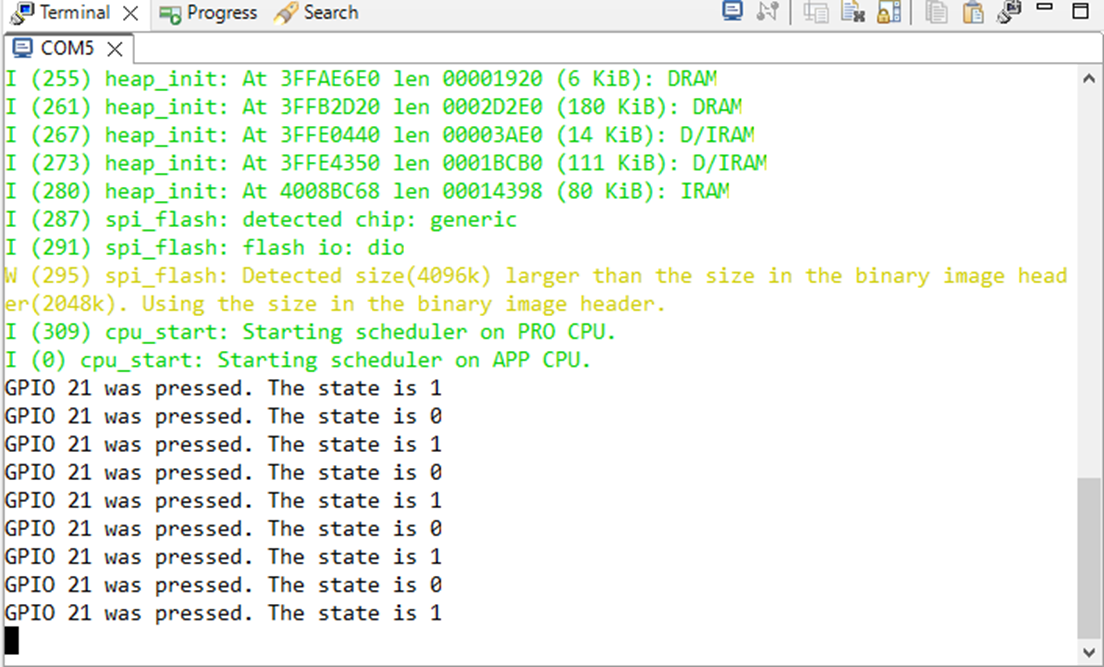 Terminal Progress Search
COM5
I (255) heap_init: At 3FFAE6E0 len 00001920 (6 KiB): DRAM
I (261) heap_init: At 3FFB2D20 len 0002D2E0 (180 KiB): DRAM
I (267) heap_init: At 3FFE0440 len 00003AE0 (14 KiB): D/IRAM
I (273) heap_init: At 3FFE4350 len 0001BCB0 (111 KiB): D/IRAM
I (280) heap_init: At 4008BC68 len 00014398 (80 KiB): IRAM
I (287) spi_flash: detected chip: generic
I (291) spi_flash: flash io: dio
W (295) spi_flash: Detected size(4096k) larger than the size in the binary image head
er(2048k). Using the size in the binary image header.
I (309) cpu_start: Starting scheduler on PRO CPU.
I (0) cpu_start: Starting scheduler on APP CPU.
GPIO 21 was pressed. The state is 1
GPIO 21 was pressed. The state is 0
GPIO 21 was pressed. The state is 1
GPIO 21 was pressed. The state is 0
GPIO 21 was pressed. The state is 1
GPIO 21 was pressed. The state is 0
GPIO 21 was pressed. The state is 1
GPIO 21 was pressed. The state is 0
GPIO 21 was pressed. The state is 1